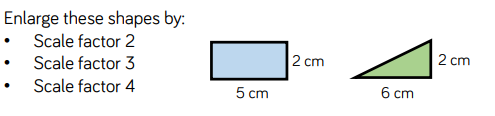 Enlarge these shapes by:
• Scale factor 2
• Scale factor 3
• Scale factor 4
2 cm
5 cm
2 cm
6 cm